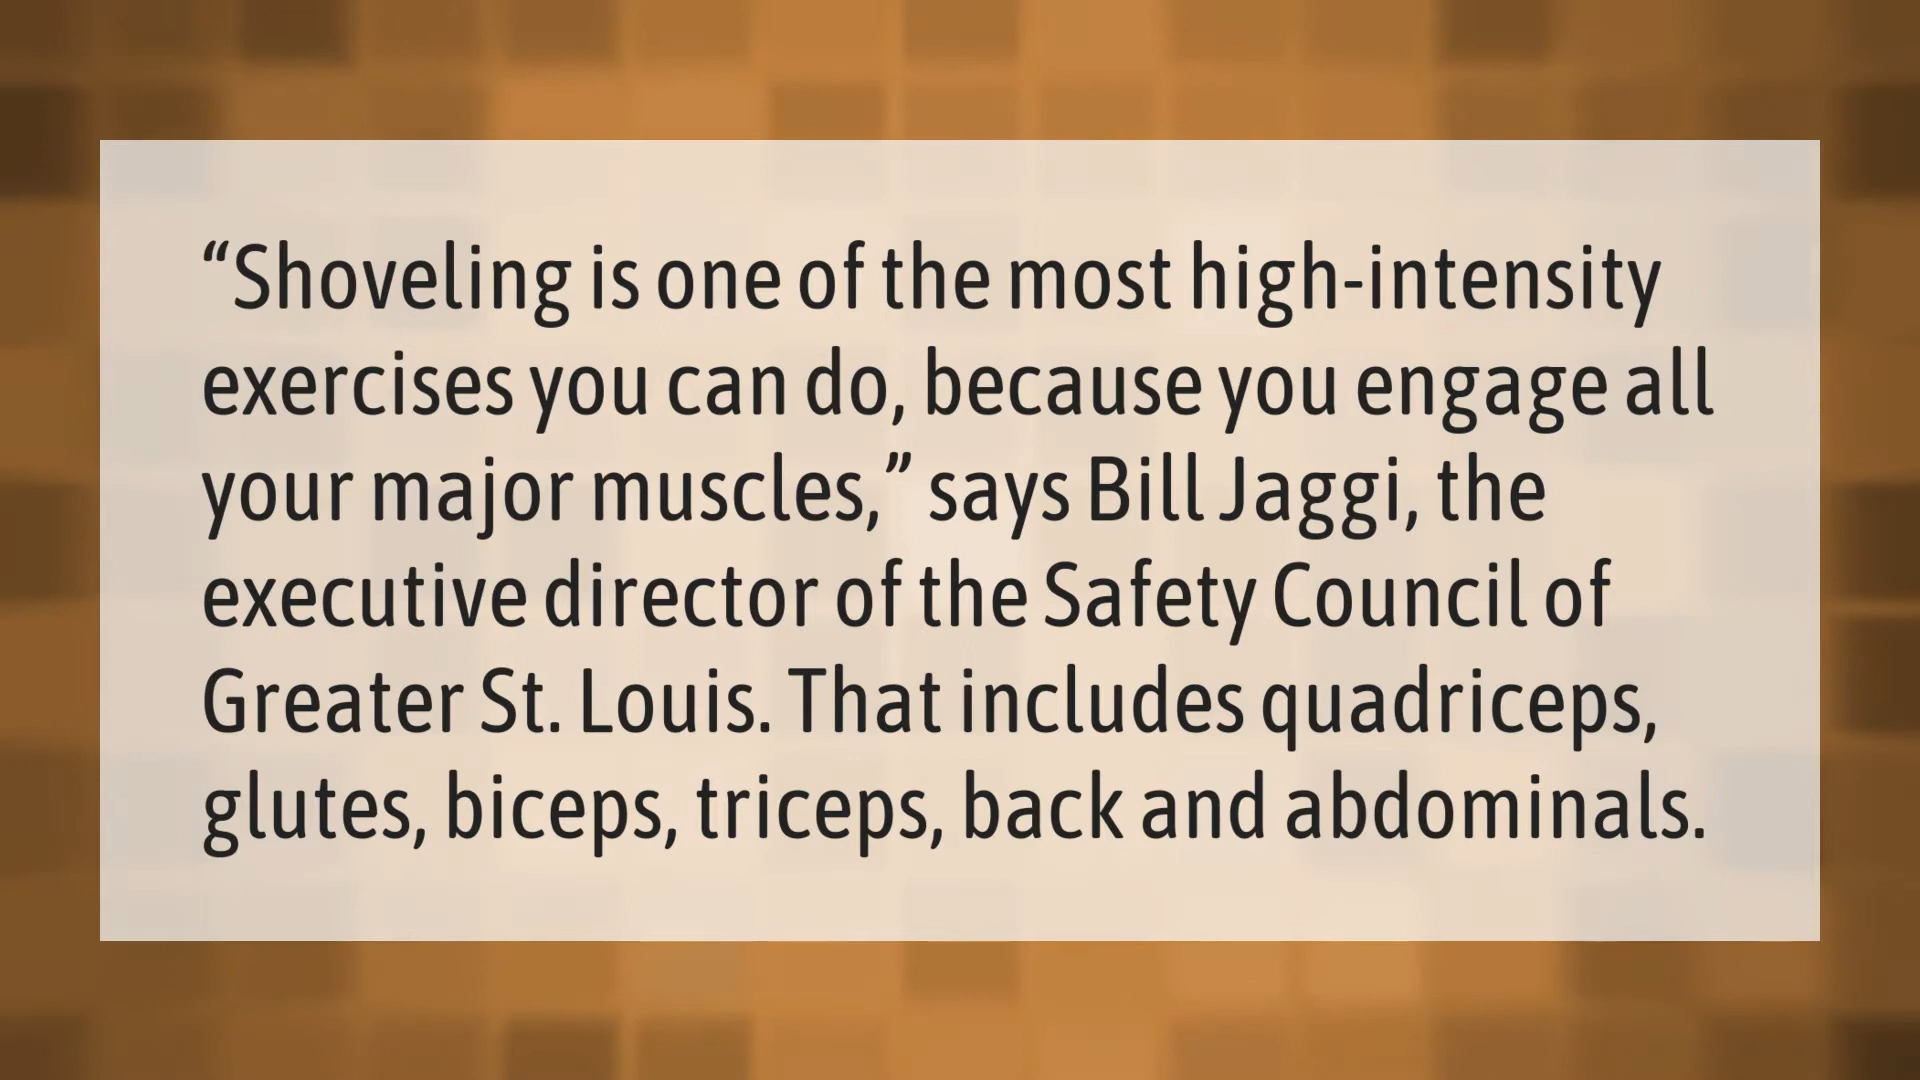 “Shoveling is one of the most high-intensity
exercises you can do, because you engage all
your major muscles,” says Bill Jaggi, the
executive director of the Safety Council of
Greater St. Louis. That includes quadriceps,
glutes, biceps, triceps, back and abdominals.